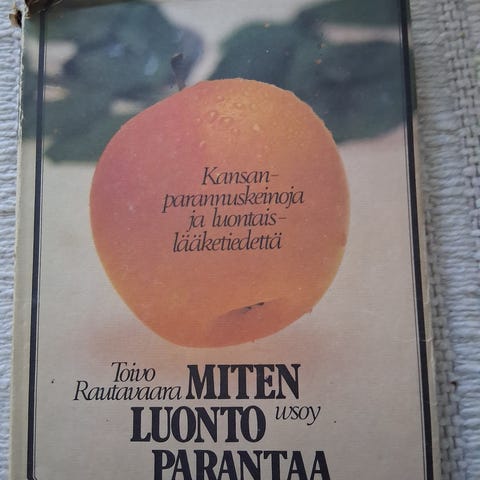 Kansan-
parannuskeinoja
ja luontais-
lääketiedettä
Toivo
Rautavaara MITEN
LUONTO wsoy
PARANTAA